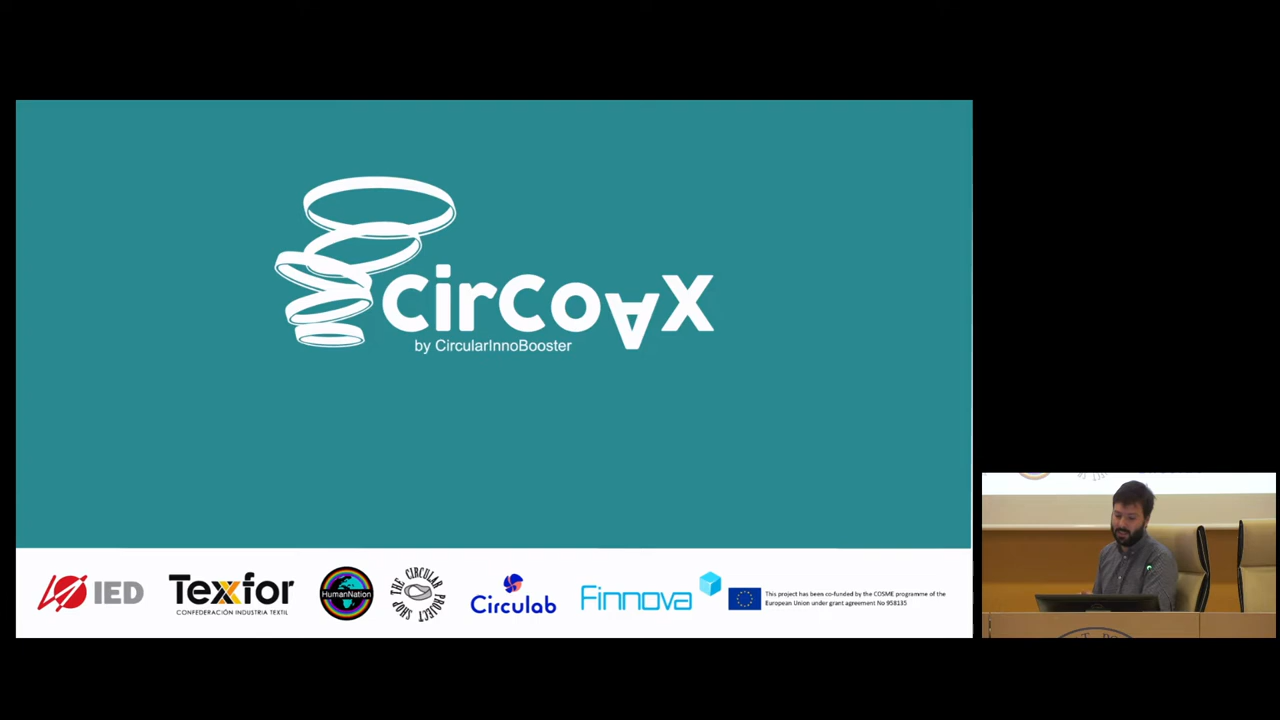 CirCoAX
by CircularInnoBooster
IED
Texfor
CONFEDERACIÓN INDUSTRIA TEXTIL
HumanNation
THE CIRCULAR PROJECT SHOP
Circulab
Finnova
This project has been co-funded by the COSME programme of the
European Union under grant agreement No 958135